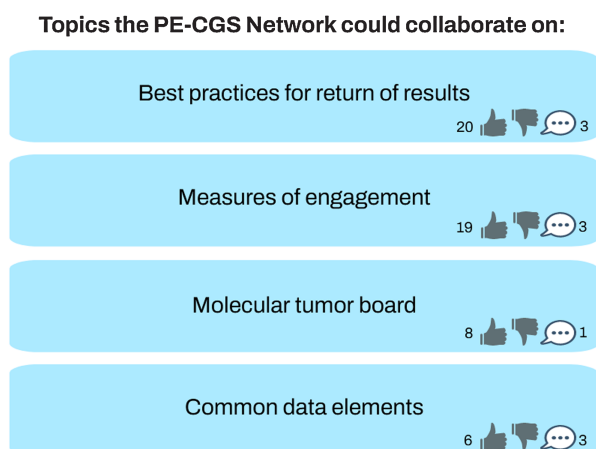 Topics the PE-CGS Network could collaborate on:
Best practices for return of results
20 3
Measures of engagement
19 3
Molecular tumor board
8 1
Common data elements
6 3